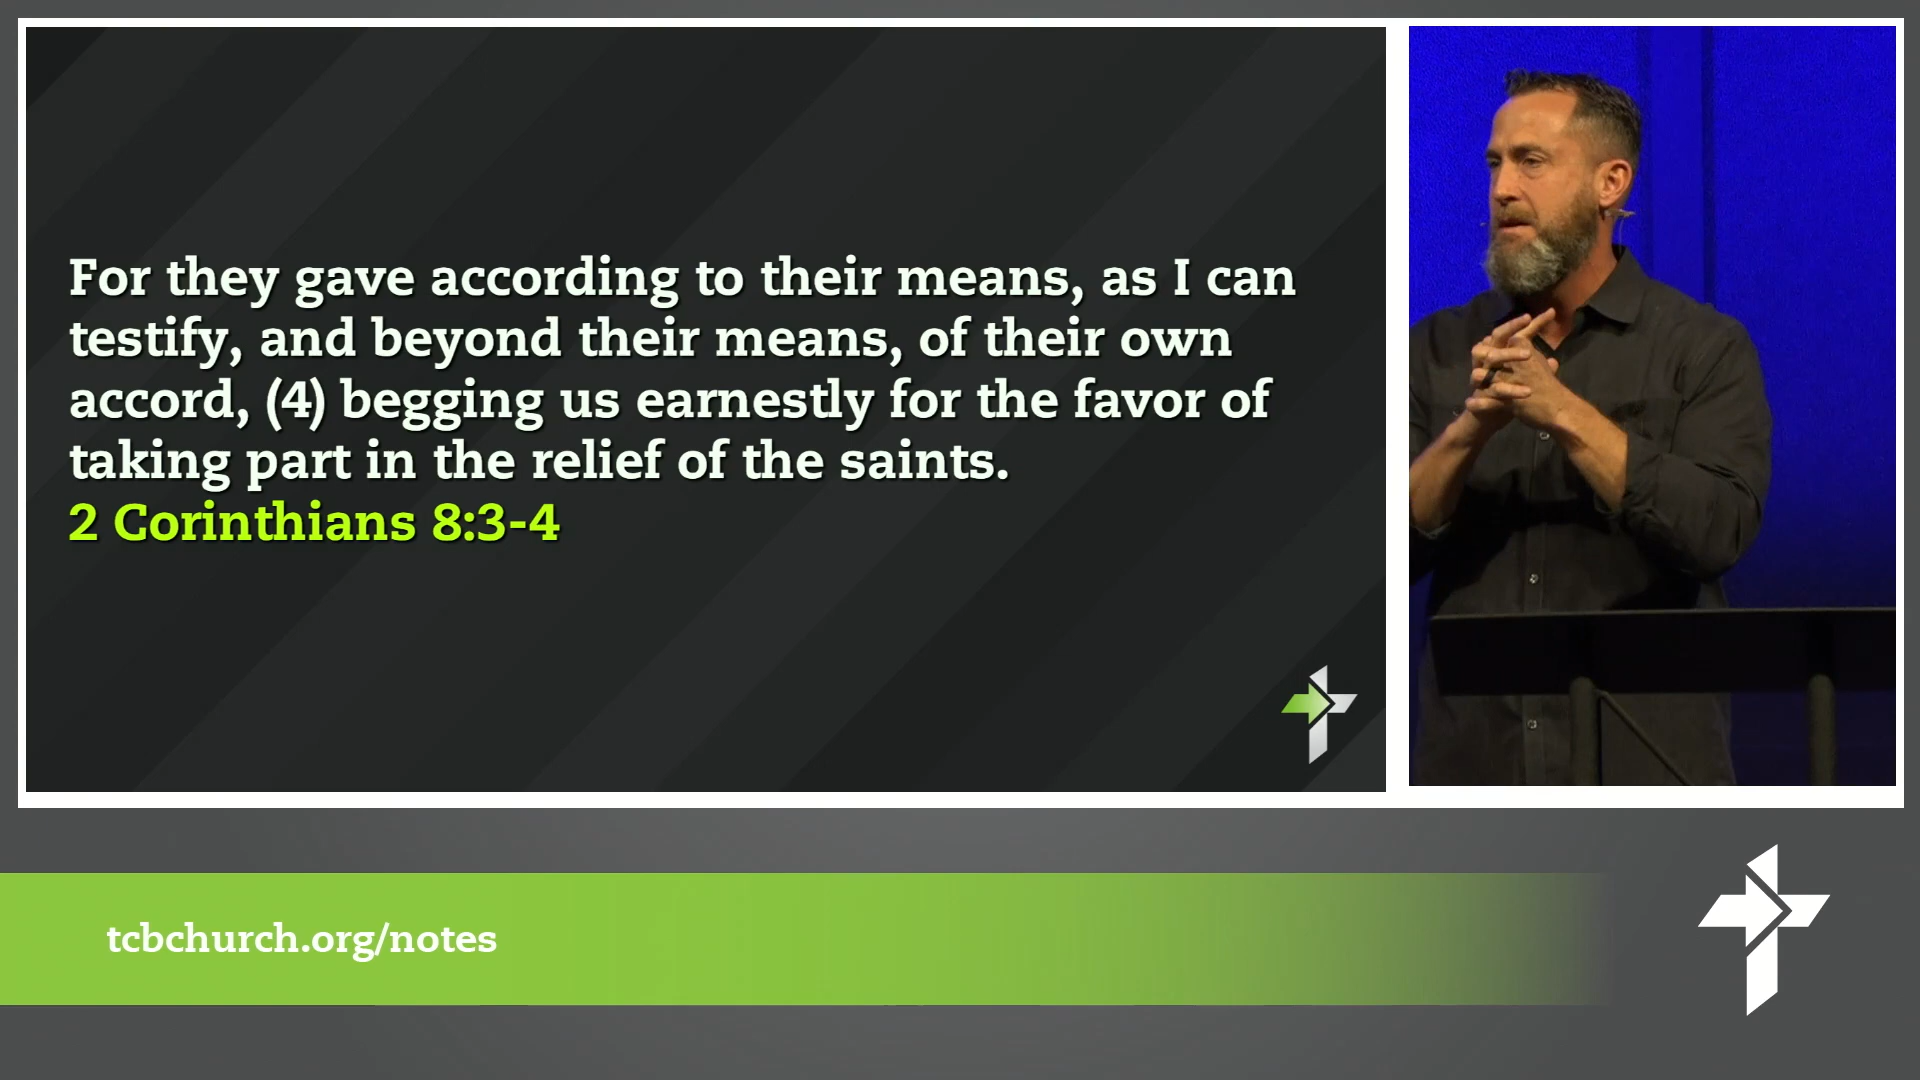 For they gave according to their means, as I can
testify, and beyond their means, of their own
accord, (4) begging us earnestly for the favor of
taking part in the relief of the saints.
2 Corinthians 8:3-4
tcbchurch.org/notes